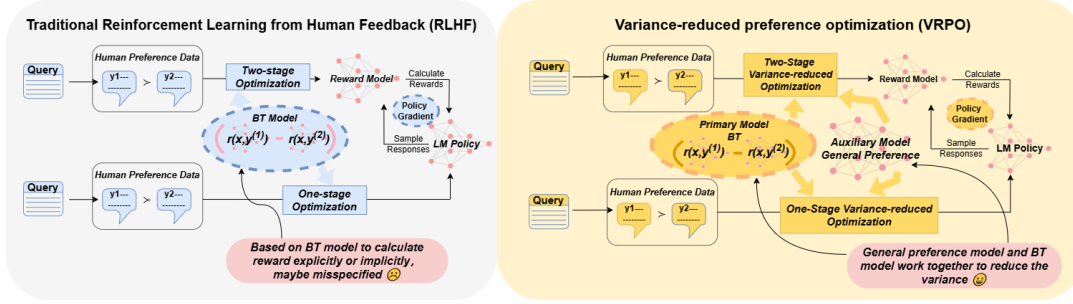 Traditional Reinforcement Learning from Human Feedback (RLHF)
Query
Human Preference Data
y1---
--------
≻
y2---
--------
Two-stage
Optimization
Reward Model
Calculate
Rewards
Policy
Gradient
Sample
Responses
LM Policy
BT Model
( r(x,y(1)) − r(x,y(2)) )
Query
Human Preference Data
y1---
--------
≻
y2---
--------
One-stage
Optimization
Based on BT model to calculate
reward explicitly or implicitly,
maybe misspecified ☹
Variance-reduced preference optimization (VRPO)
Query
Human Preference Data
y1---
--------
≻
y2---
--------
Two-Stage
Variance-reduced
Optimization
Reward Model
Calculate
Rewards
Policy
Gradient
Sample
Responses
LM Policy
Primary Model
BT
( r(x,y(1)) − r(x,y(2)) )
Auxiliary Model
General Preference
Query
Human Preference Data
y1---
--------
≻
y2---
--------
One-Stage Variance-reduced
Optimization
General preference model and BT
model work together to reduce the
variance 😀